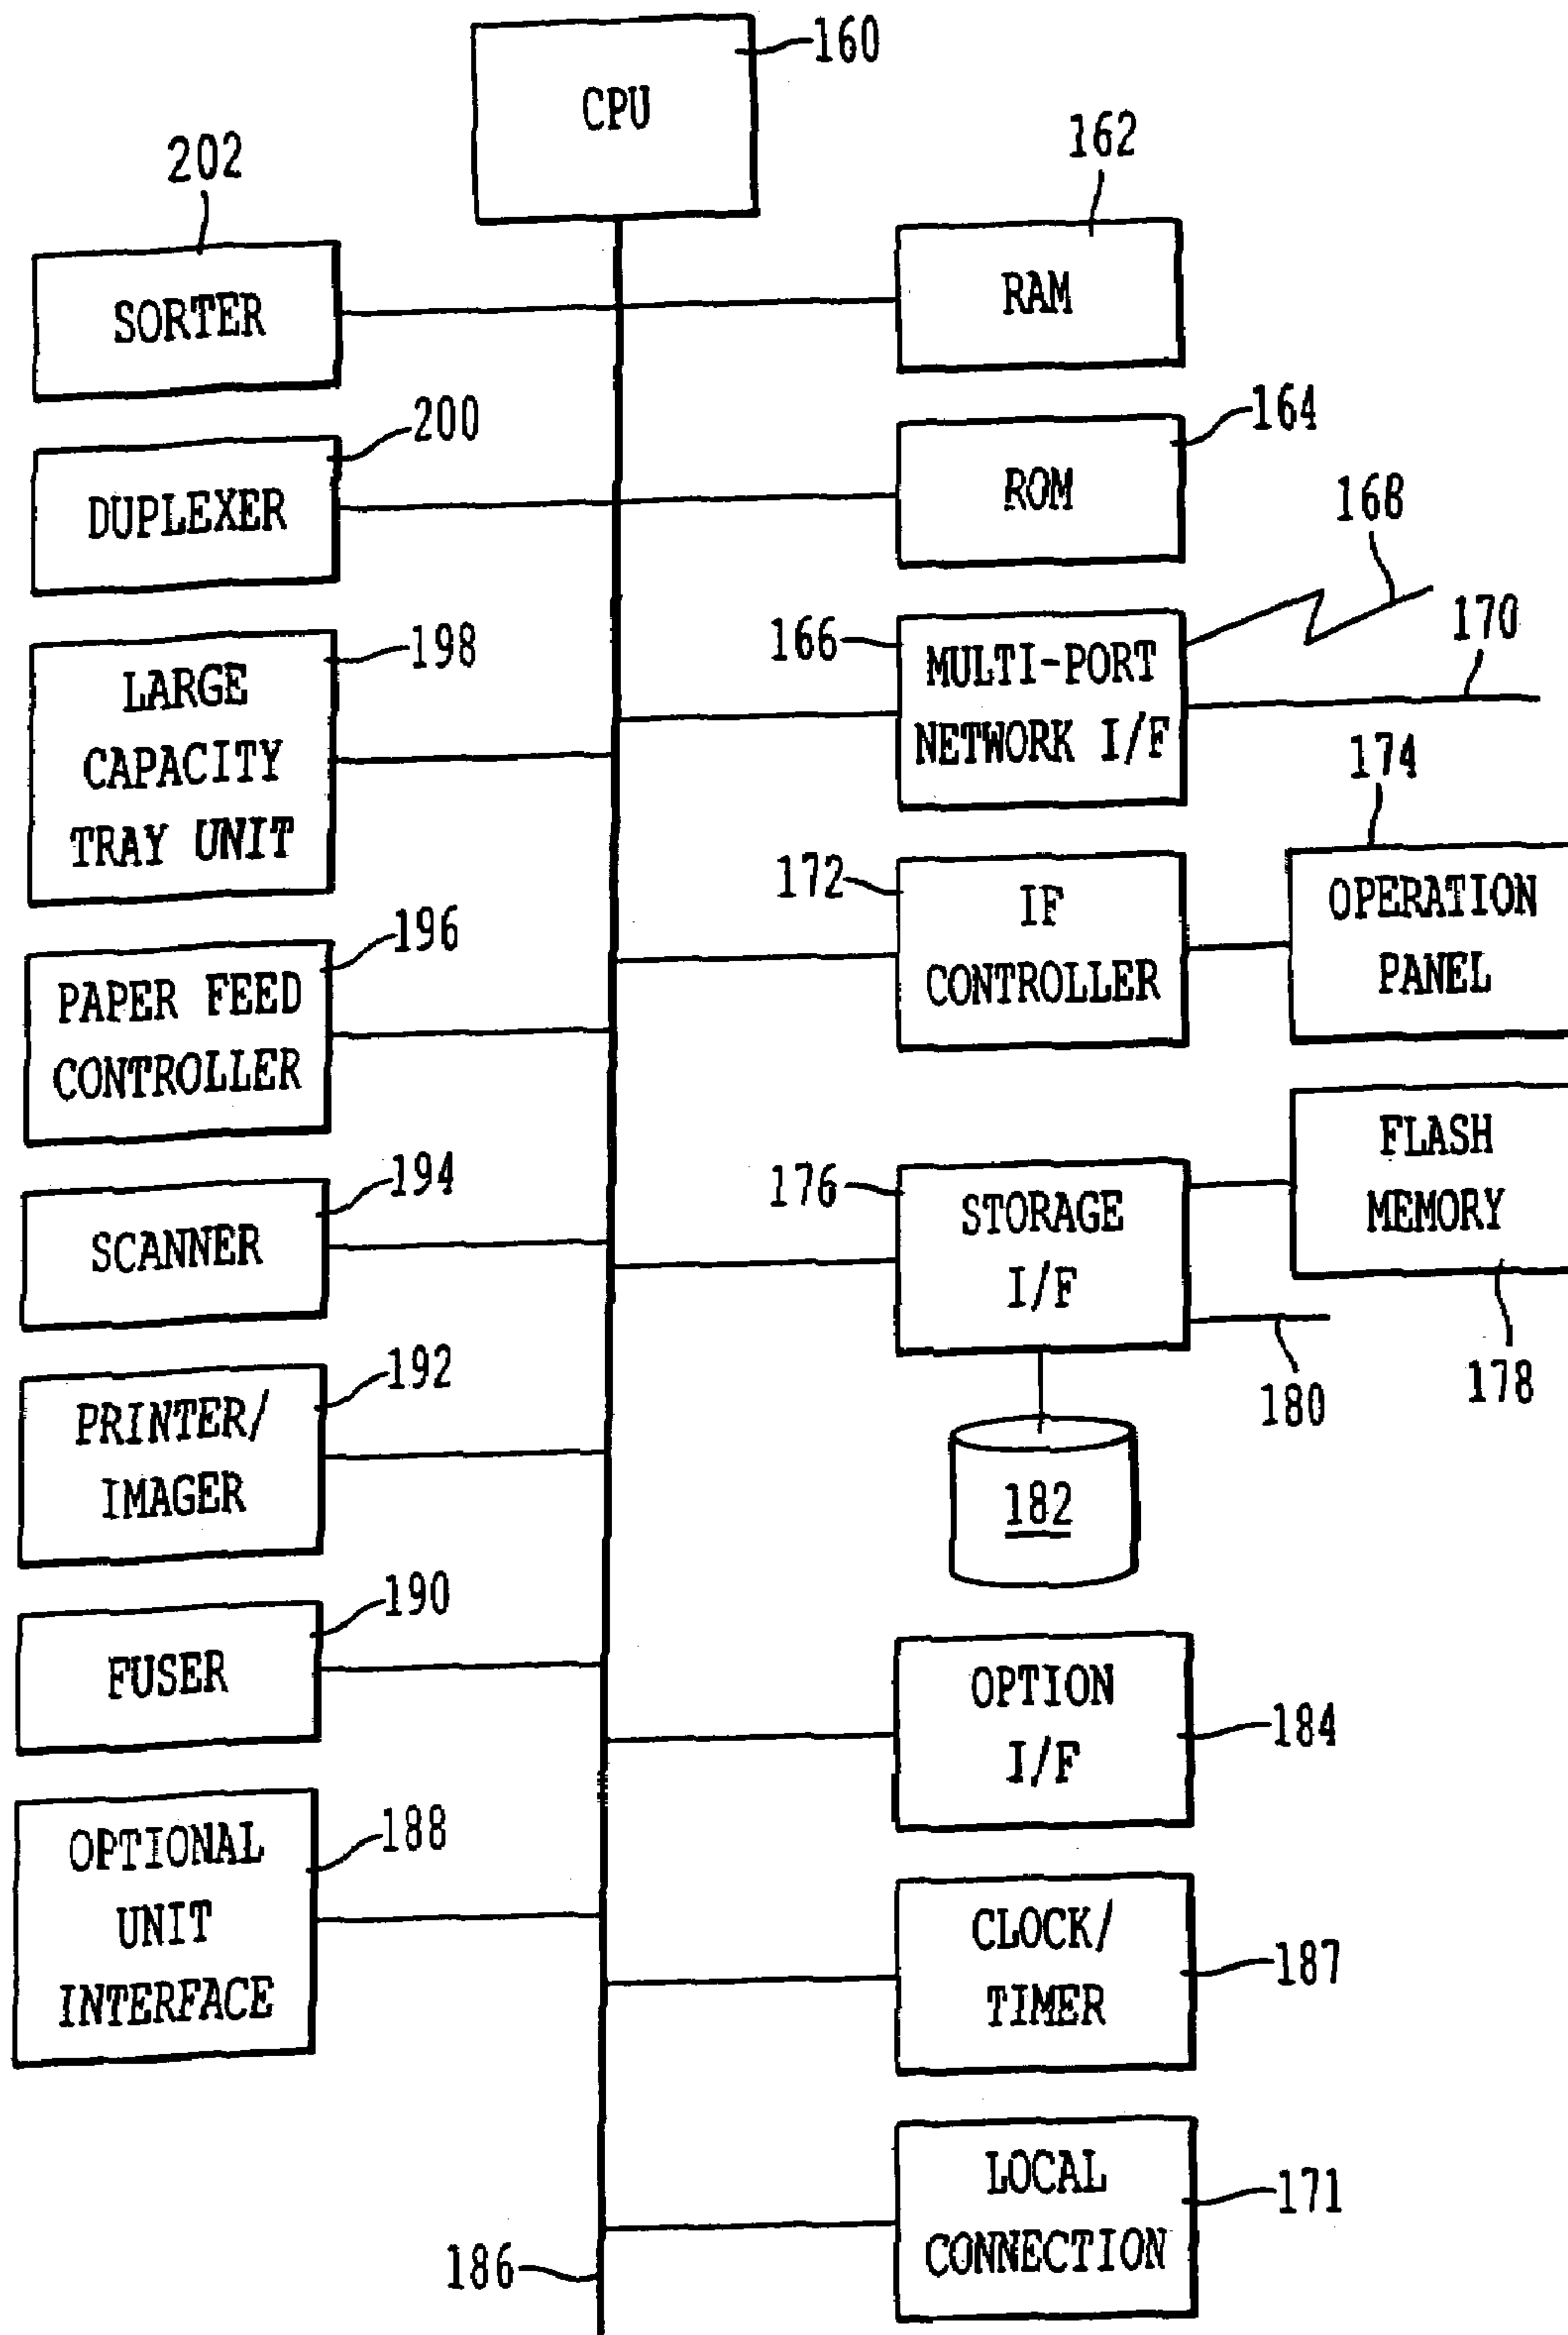 160
CPU
202
162
SORTER
RAM
200
164
DUPLEXER
ROM
168
198
166
170
LARGE
CAPACITY
TRAY UNIT
MULTI-PORT
NETWORK I/F
174
172
196
IF
CONTROLLER
OPERATION
PANEL
PAPER FEED
CONTROLLER
194
176
FLASH
MEMORY
SCANNER
STORAGE
I/F
192
180
178
PRINTER/
IMAGER
182
190
FUSER
OPTION
I/F
184
188
OPTIONAL
UNIT
INTERFACE
CLOCK/
TIMER
187
LOCAL
CONNECTION
171
186